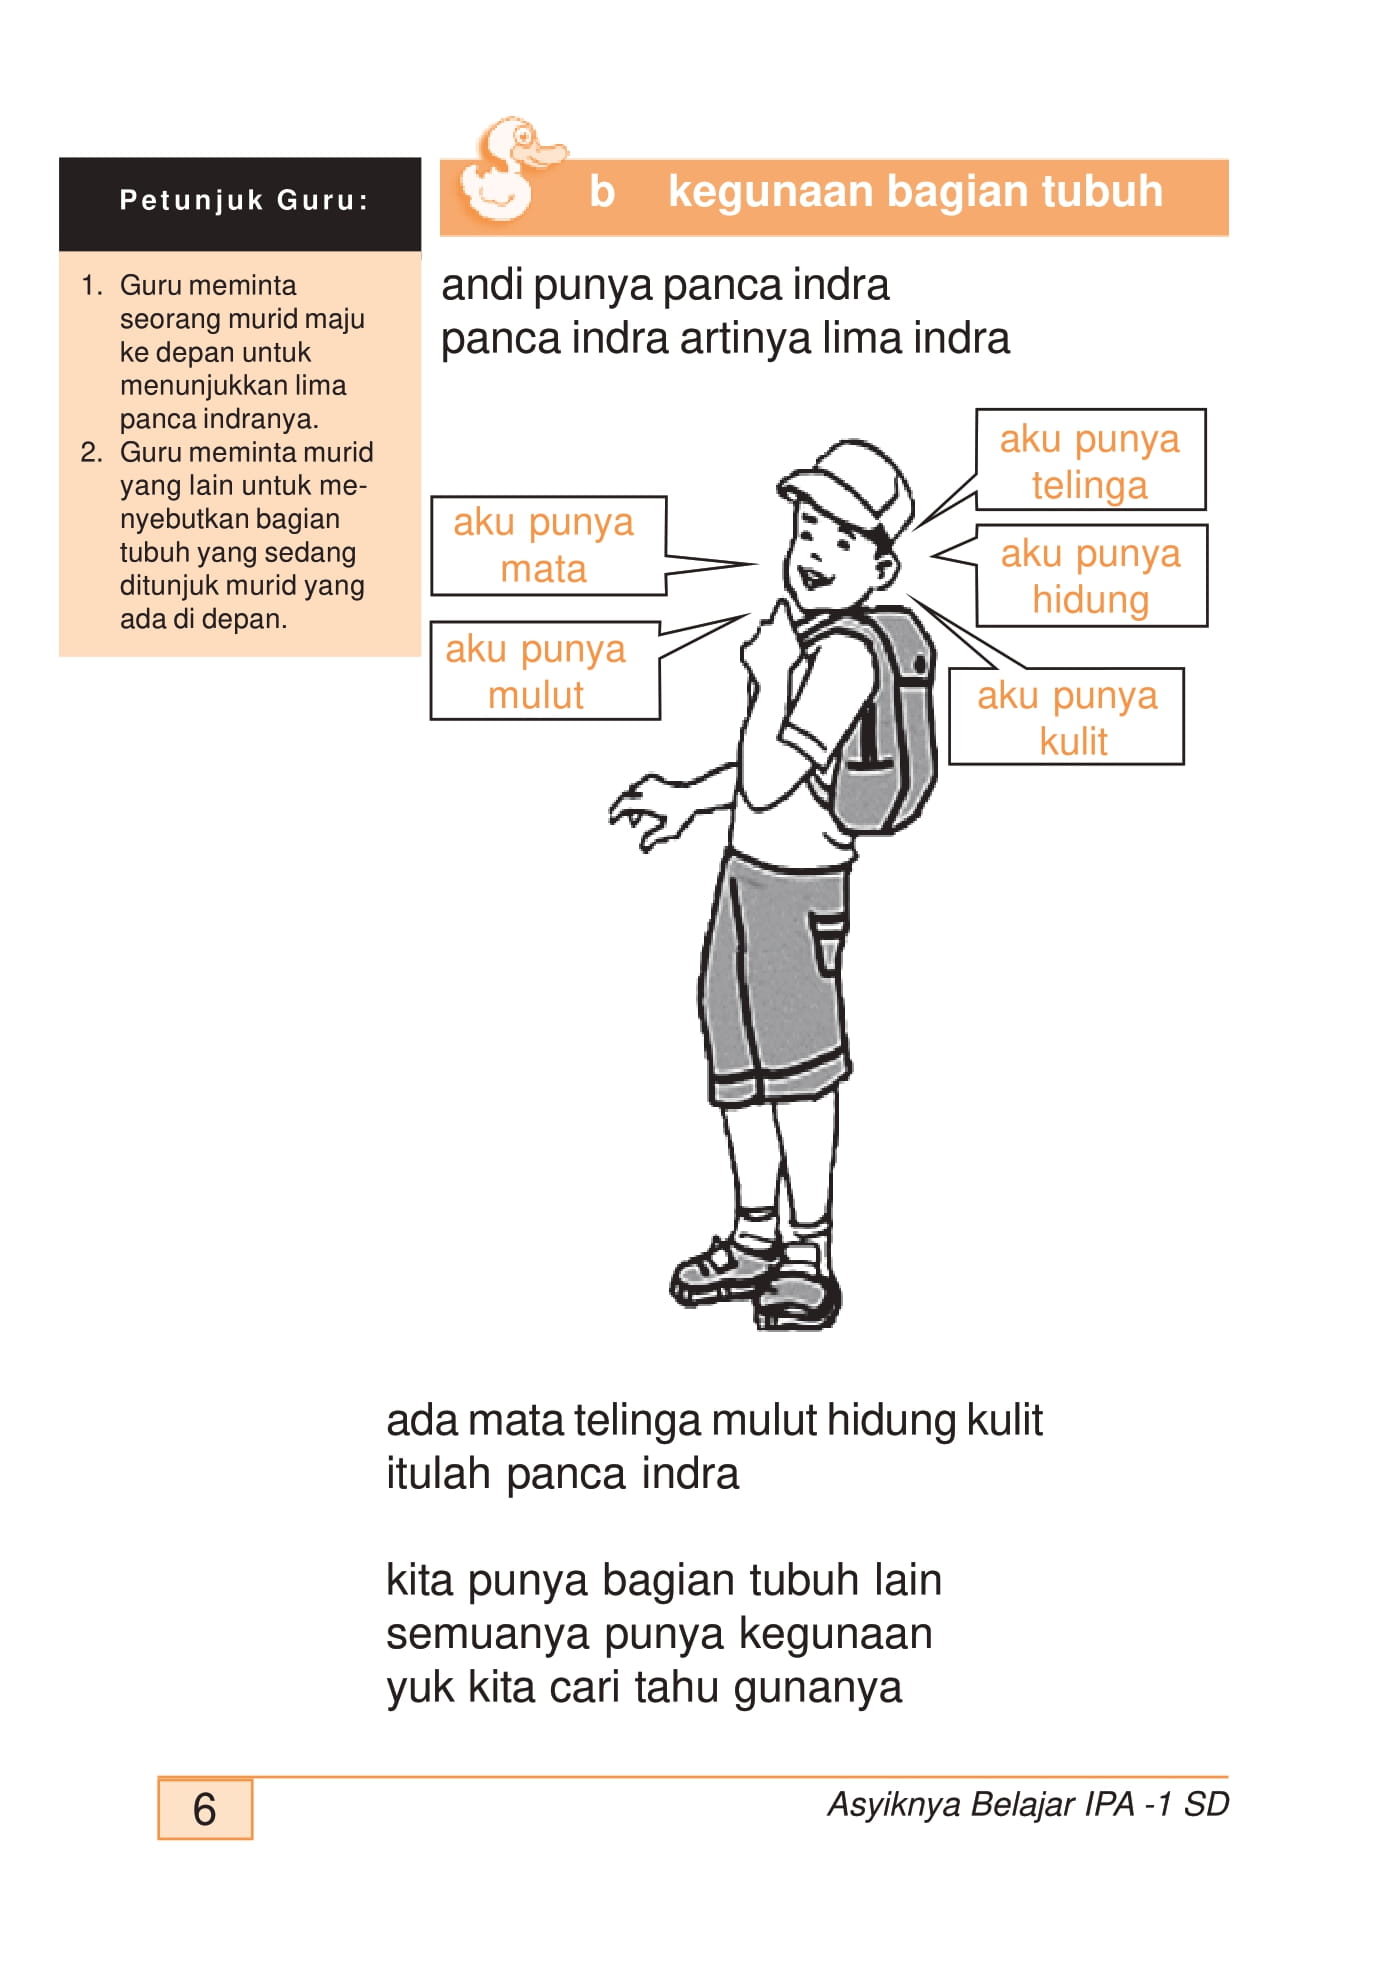 Petunjuk Guru:
1. Guru meminta
seorang murid maju
ke depan untuk
menunjukkan lima
panca indranya.
2. Guru meminta murid
yang lain untuk me-
nyebutkan bagian
tubuh yang sedang
ditunjuk murid yang
ada di depan.
b kegunaan bagian tubuh
andi punya panca indra
panca indra artinya lima indra
aku punya
telinga
aku punya
mata
aku punya
hidung
aku punya
mulut
aku punya
kulit
ada mata telinga mulut hidung kulit
itulah panca indra
kita punya bagian tubuh lain
semuanya punya kegunaan
yuk kita cari tahu gunanya
6
Asyiknya Belajar IPA -1 SD